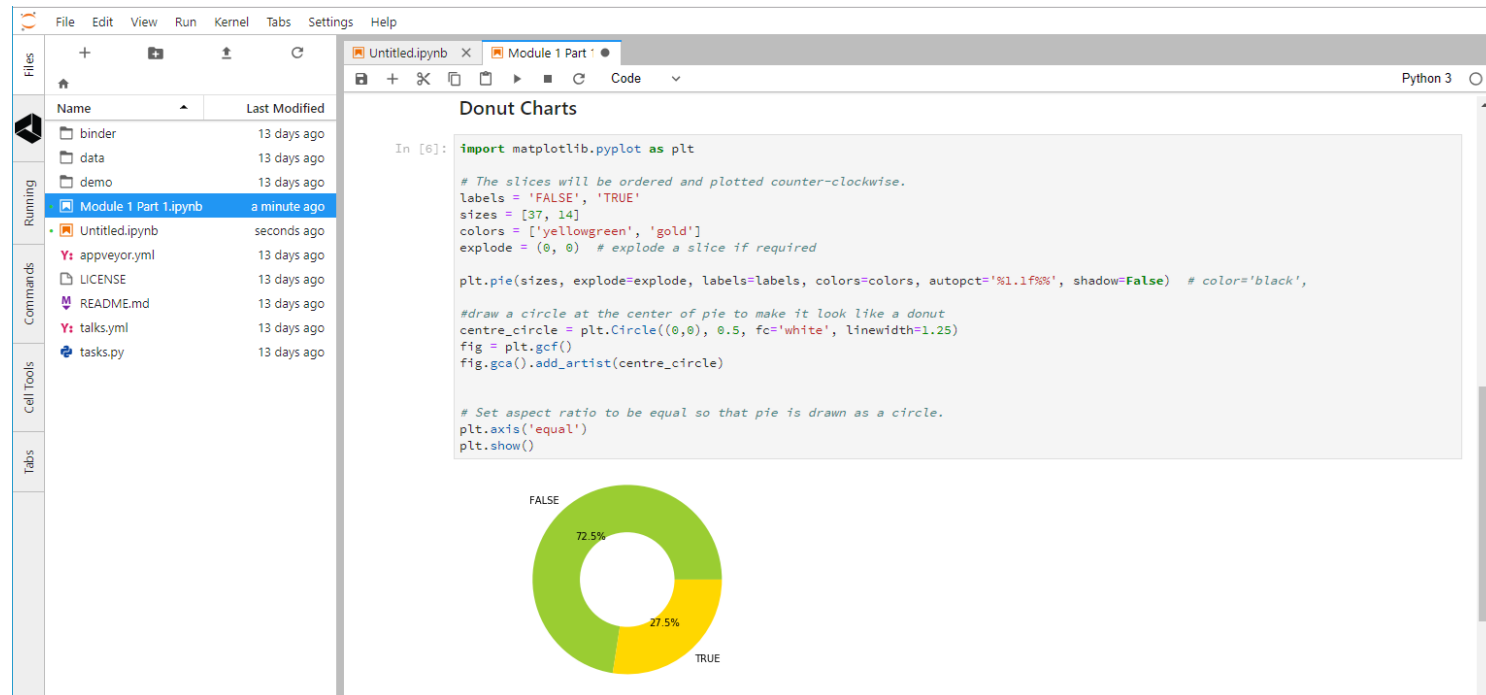 File Edit View Run Kernel Tabs Settings Help
Files
Running
Commands
Cell Tools
Tabs
Name Last Modified
binder 13 days ago
data 13 days ago
demo 13 days ago
Module 1 Part 1.ipynb a minute ago
Untitled.ipynb seconds ago
Y: appveyor.yml 13 days ago
LICENSE 13 days ago
M README.md 13 days ago
Y: talks.yml 13 days ago
tasks.py 13 days ago
Untitled.ipynb Module 1 Part 1
Code Python 3
Donut Charts
In [6]: import matplotlib.pyplot as plt
# The slices will be ordered and plotted counter-clockwise.
labels = 'FALSE', 'TRUE'
sizes = [37, 14]
colors = ['yellowgreen', 'gold']
explode = (0, 0)  # explode a slice if required
plt.pie(sizes, explode=explode, labels=labels, colors=colors, autopct='%1.1f%%', shadow=False)  # color='black',
#draw a circle at the center of pie to make it look like a donut
centre_circle = plt.Circle((0,0), 0.5, fc='white', linewidth=1.25)
fig = plt.gcf()
fig.gca().add_artist(centre_circle)
# Set aspect ratio to be equal so that pie is drawn as a circle.
plt.axis('equal')
plt.show()
FALSE
72.5%
27.5%
TRUE